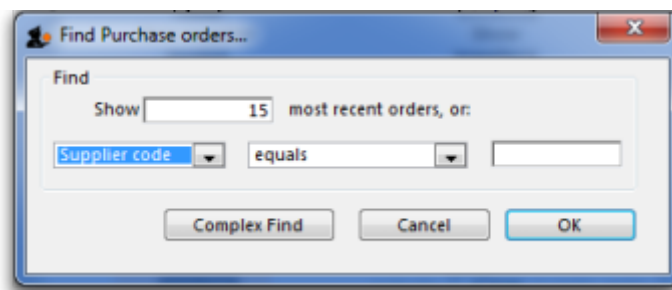 Find Purchase orders...
Find
Show 15 most recent orders, or:
Supplier code equals
Complex Find Cancel OK